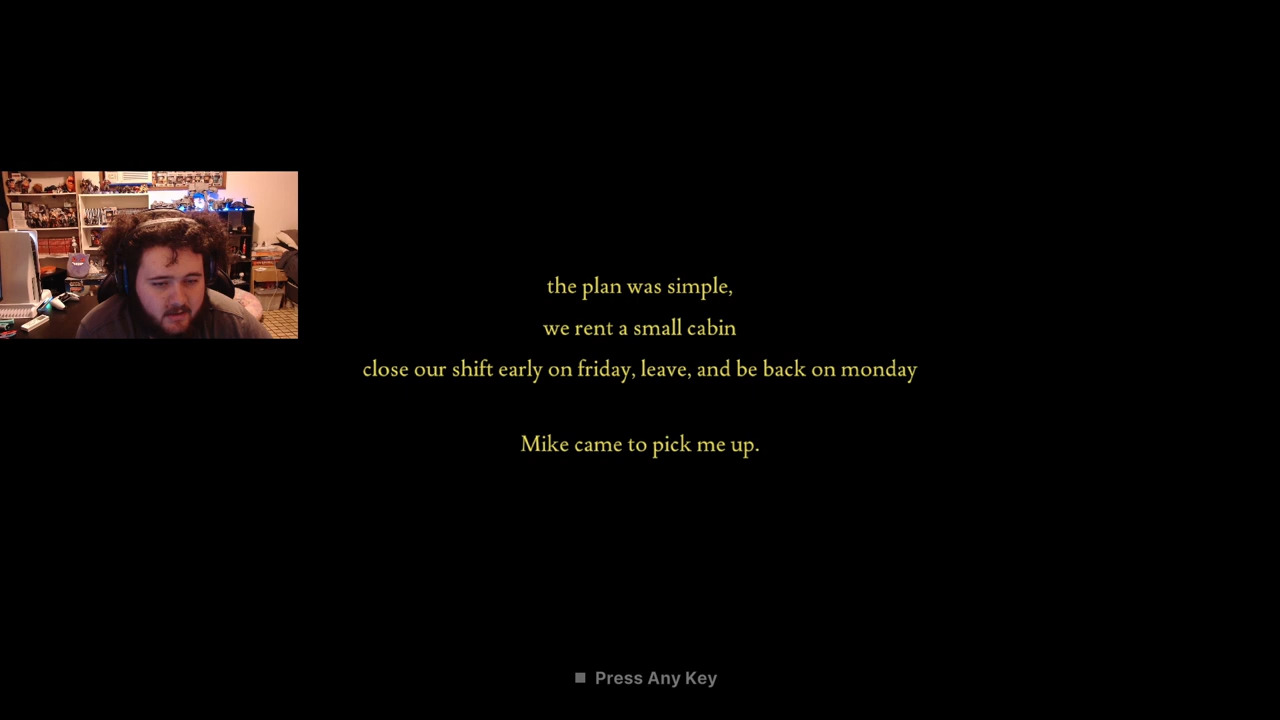 the plan was simple,
we rent a small cabin
close our shift early on friday, leave, and be back on monday
Mike came to pick me up.
Press Any Key